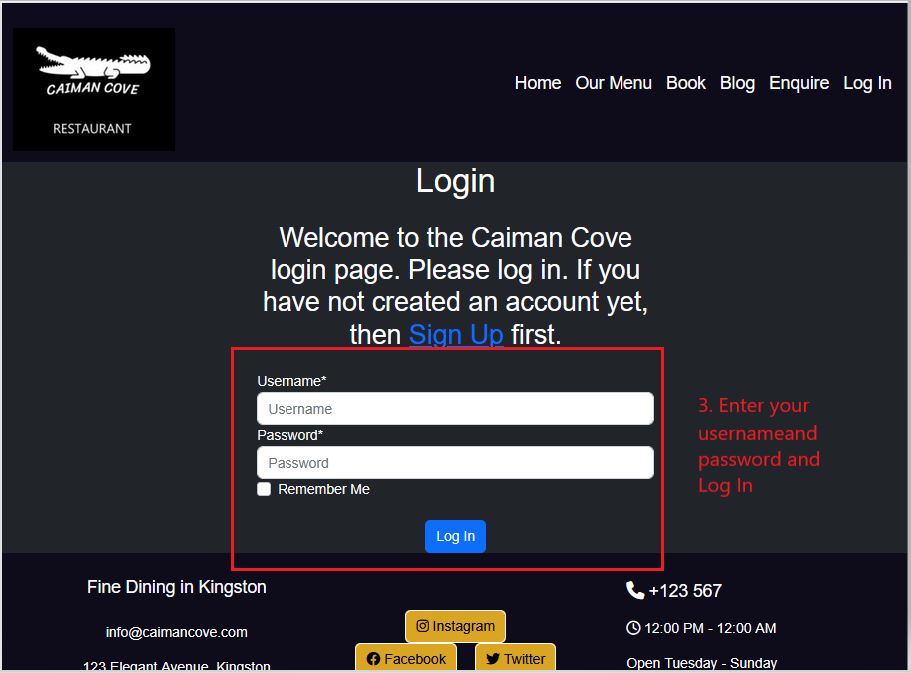 CAIMAN COVE
RESTAURANT
Home Our Menu Book Blog Enquire Log In
Login
Welcome to the Caiman Cove
login page. Please log in. If you
have not created an account yet,
then Sign Up first.
Username*
Username
Password*
Password
Remember Me
Log In
3. Enter your
usernameand
password and
Log In
Fine Dining in Kingston
info@caimancove.com
123 Elegant Avenue, Kingston
Instagram
Facebook
Twitter
+123 567
12:00 PM - 12:00 AM
Open Tuesday - Sunday